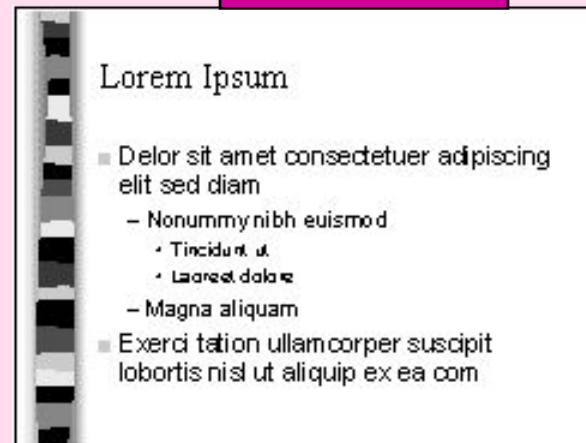 Lorem Ipsum
Delor sit amet consectetuer adipiscing
elit sed diam
– Nonummy nibh euismod
• Tincidunt ut
• Laoreet dolore
– Magna aliquam
Exerci tation ullamcorper suscipit
lobortis nisl ut aliquip ex ea com